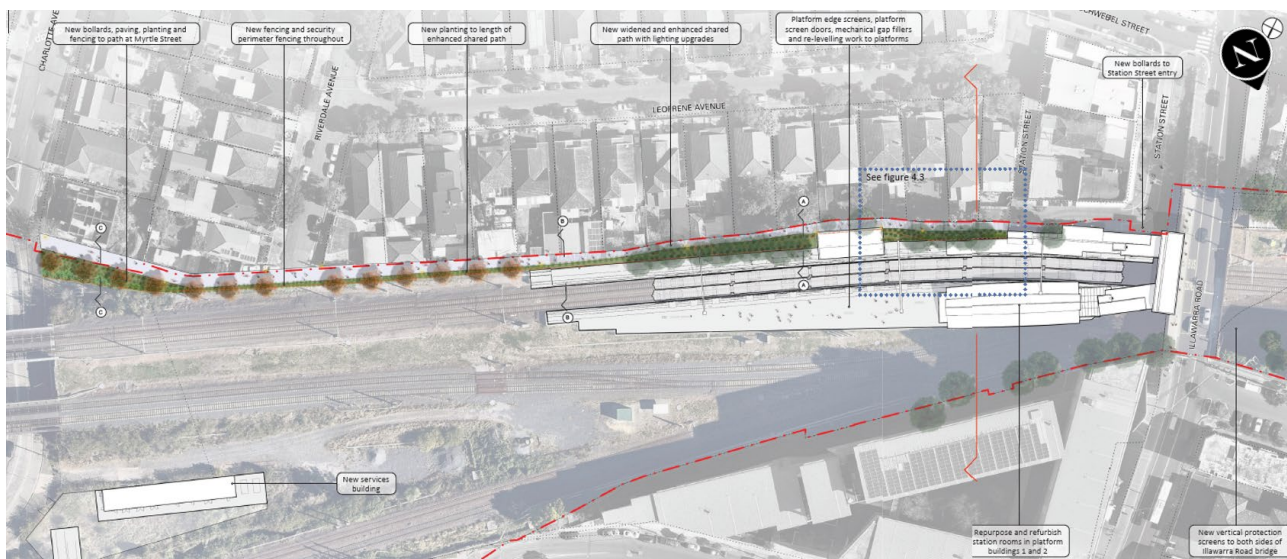 New bollards, paving, planting and
fencing to path at Myrtle Street
New fencing and security
perimeter fencing throughout
New planting to length of
enhanced shared path
New widened and enhanced shared
path with lighting upgrades
Platform edge screens, platform
screen doors, mechanical gap fillers
and re-levelling work to platforms
New bollards to
Station Street entry
CHARLOTTE AVE
RIVERDALE AVENUE
LEOFRENE AVENUE
STATION STREET
STATION STREET
ILLAWARRA ROAD
N
See figure 4.3
A
A
B
B
C
C
New services
building
Repurpose and refurbish
station rooms in platform
buildings 1 and 2
New vertical protection
screens to both sides of
Illawarra Road bridge